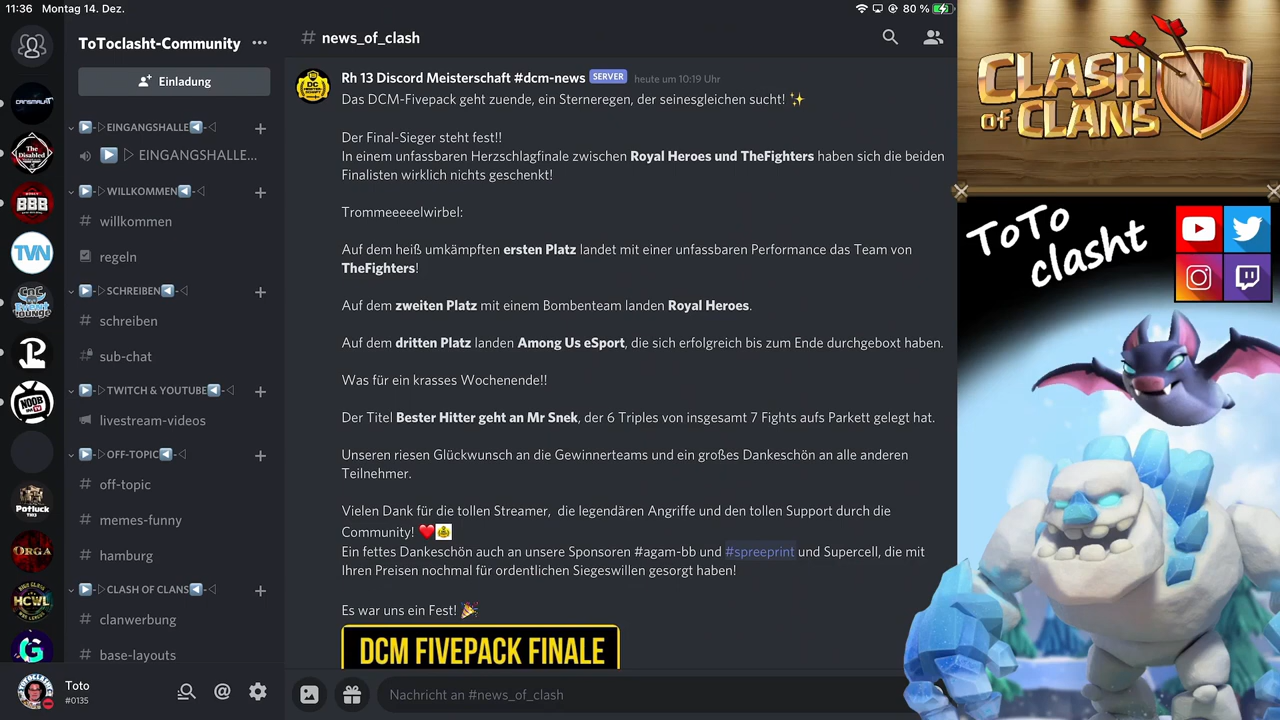 11:36 Montag 14. Dez.
80 %
ToToclasht-Community
Einladung
EINGANGSHALLE
EINGANGSHALLE...
WILLKOMMEN
willkommen
regeln
SCHREIBEN
schreiben
sub-chat
TWITCH & YOUTUBE
livestream-videos
OFF-TOPIC
off-topic
memes-funny
hamburg
CLASH OF CLANS
clanwerbung
base-layouts
Toto
#0135
The Disabled
BBB
TVN
CoC Event Lounge
NOOB
POTLUCK
ORGA
HCWL
# news_of_clash
Rh 13 Discord Meisterschaft #dcm-news SERVER heute um 10:19 Uhr
Das DCM-Fivepack geht zuende, ein Sterneregen, der seinesgleichen sucht! ✨
Der Final-Sieger steht fest!!
In einem unfassbaren Herzschlagfinale zwischen Royal Heroes und TheFighters haben sich die beiden
Finalisten wirklich nichts geschenkt!
Trommeeeeelwirbel:
Auf dem heiß umkämpften ersten Platz landet mit einer unfassbaren Performance das Team von
TheFighters!
Auf dem zweiten Platz mit einem Bombenteam landen Royal Heroes.
Auf dem dritten Platz landen Among Us eSport, die sich erfolgreich bis zum Ende durchgeboxt haben.
Was für ein krasses Wochenende!!
Der Titel Bester Hitter geht an Mr Snek, der 6 Triples von insgesamt 7 Fights aufs Parkett gelegt hat.
Unseren riesen Glückwunsch an die Gewinnerteams und ein großes Dankeschön an alle anderen
Teilnehmer.
Vielen Dank für die tollen Streamer, die legendären Angriffe und den tollen Support durch die
Community! ❤️
Ein fettes Dankeschön auch an unsere Sponsoren #agam-bb und #spreeprint und Supercell, die mit
Ihren Preisen nochmal für ordentlichen Siegeswillen gesorgt haben!
Es war uns ein Fest! 🎉
DCM FIVEPACK FINALE
Nachricht an #news_of_clash
CLASH
OF CLANS
ToTo
clasht